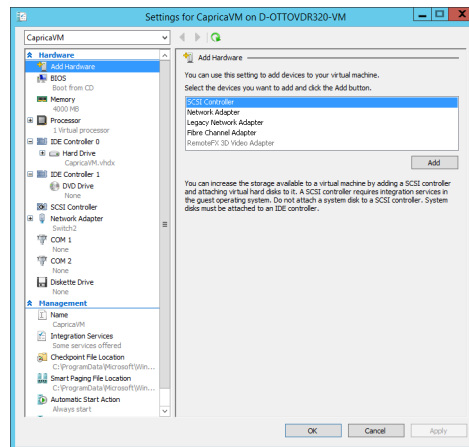 Settings for CapricaVM on D-OTTOVDR320-VM
CapricaVM
Hardware
Add Hardware
BIOS
Boot from CD
Memory
4000 MB
Processor
1 Virtual processor
IDE Controller 0
Hard Drive
CapricaVM.vhdx
IDE Controller 1
DVD Drive
None
SCSI Controller
Network Adapter
Switch2
COM 1
None
COM 2
None
Diskette Drive
None
Management
Name
CapricaVM
Integration Services
Some services offered
Checkpoint File Location
C:\ProgramData\Microsoft\Win...
Smart Paging File Location
C:\ProgramData\Microsoft\Win...
Automatic Start Action
Always start
Add Hardware
You can use this setting to add devices to your virtual machine.
Select the devices you want to add and click the Add button.
SCSI Controller
Network Adapter
Legacy Network Adapter
Fibre Channel Adapter
RemoteFX 3D Video Adapter
Add
You can increase the storage available to a virtual machine by adding a SCSI controller
and attaching virtual hard disks to it. A SCSI controller requires integration services in
the guest operating system. Do not attach a system disk to a SCSI controller. System
disks must be attached to an IDE controller.
OK Cancel Apply